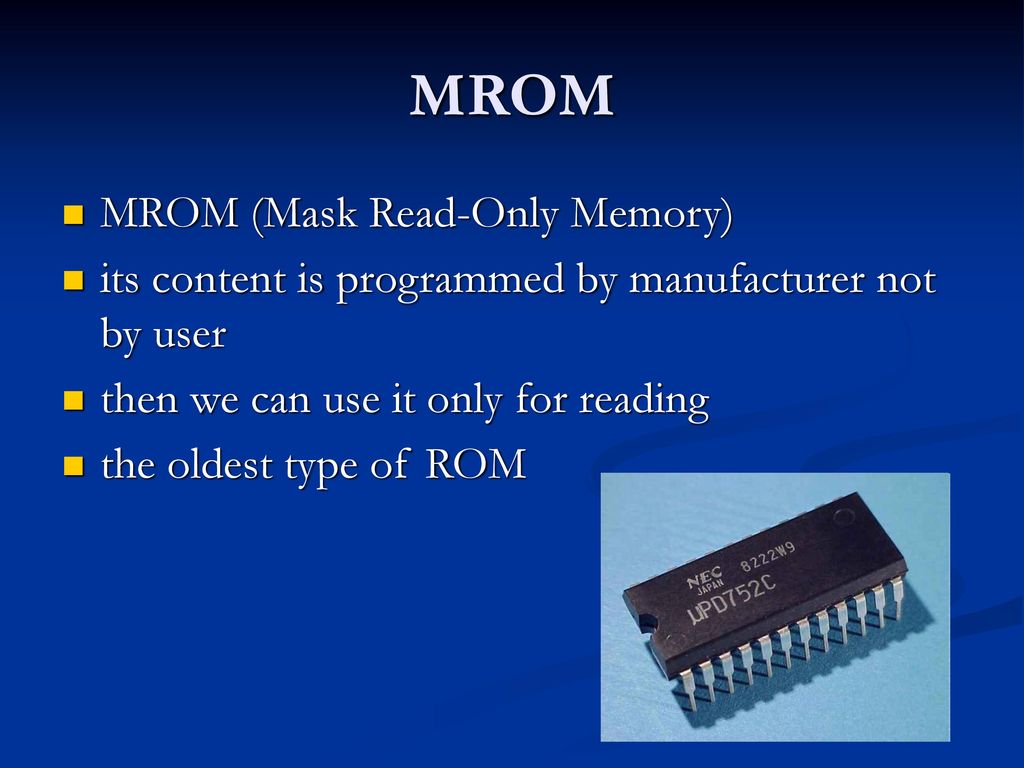 MROM
MROM (Mask Read-Only Memory)
its content is programmed by manufacturer not
by user
then we can use it only for reading
the oldest type of ROM
NEC 8222W9
JAPAN
µPD752C